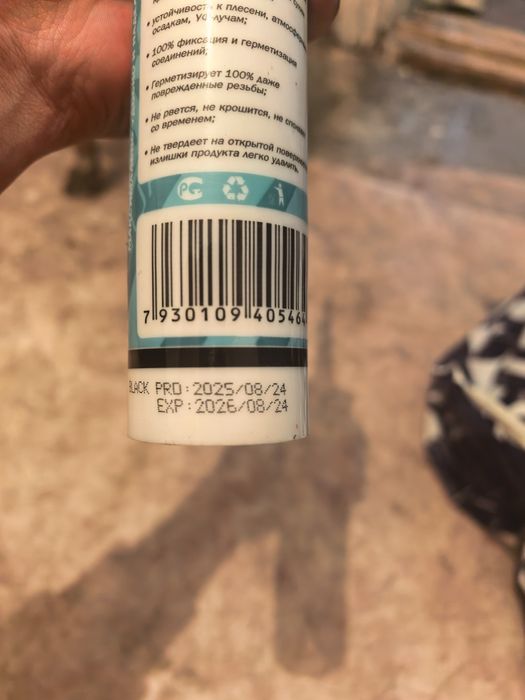 • устойчивость к плесени,
осадкам, УФ-лучам;
• 100% фиксация и герметизация
соединений;
• Герметизирует 100% даже
поврежденные резьбы;
• Не рвется, не крошится, не
со временем;
• Не твердеет на открытой
излишки продукта легко удалить.
РС
7 930109 40546
BLACK PRD:2025/08/24
EXP:2026/08/24